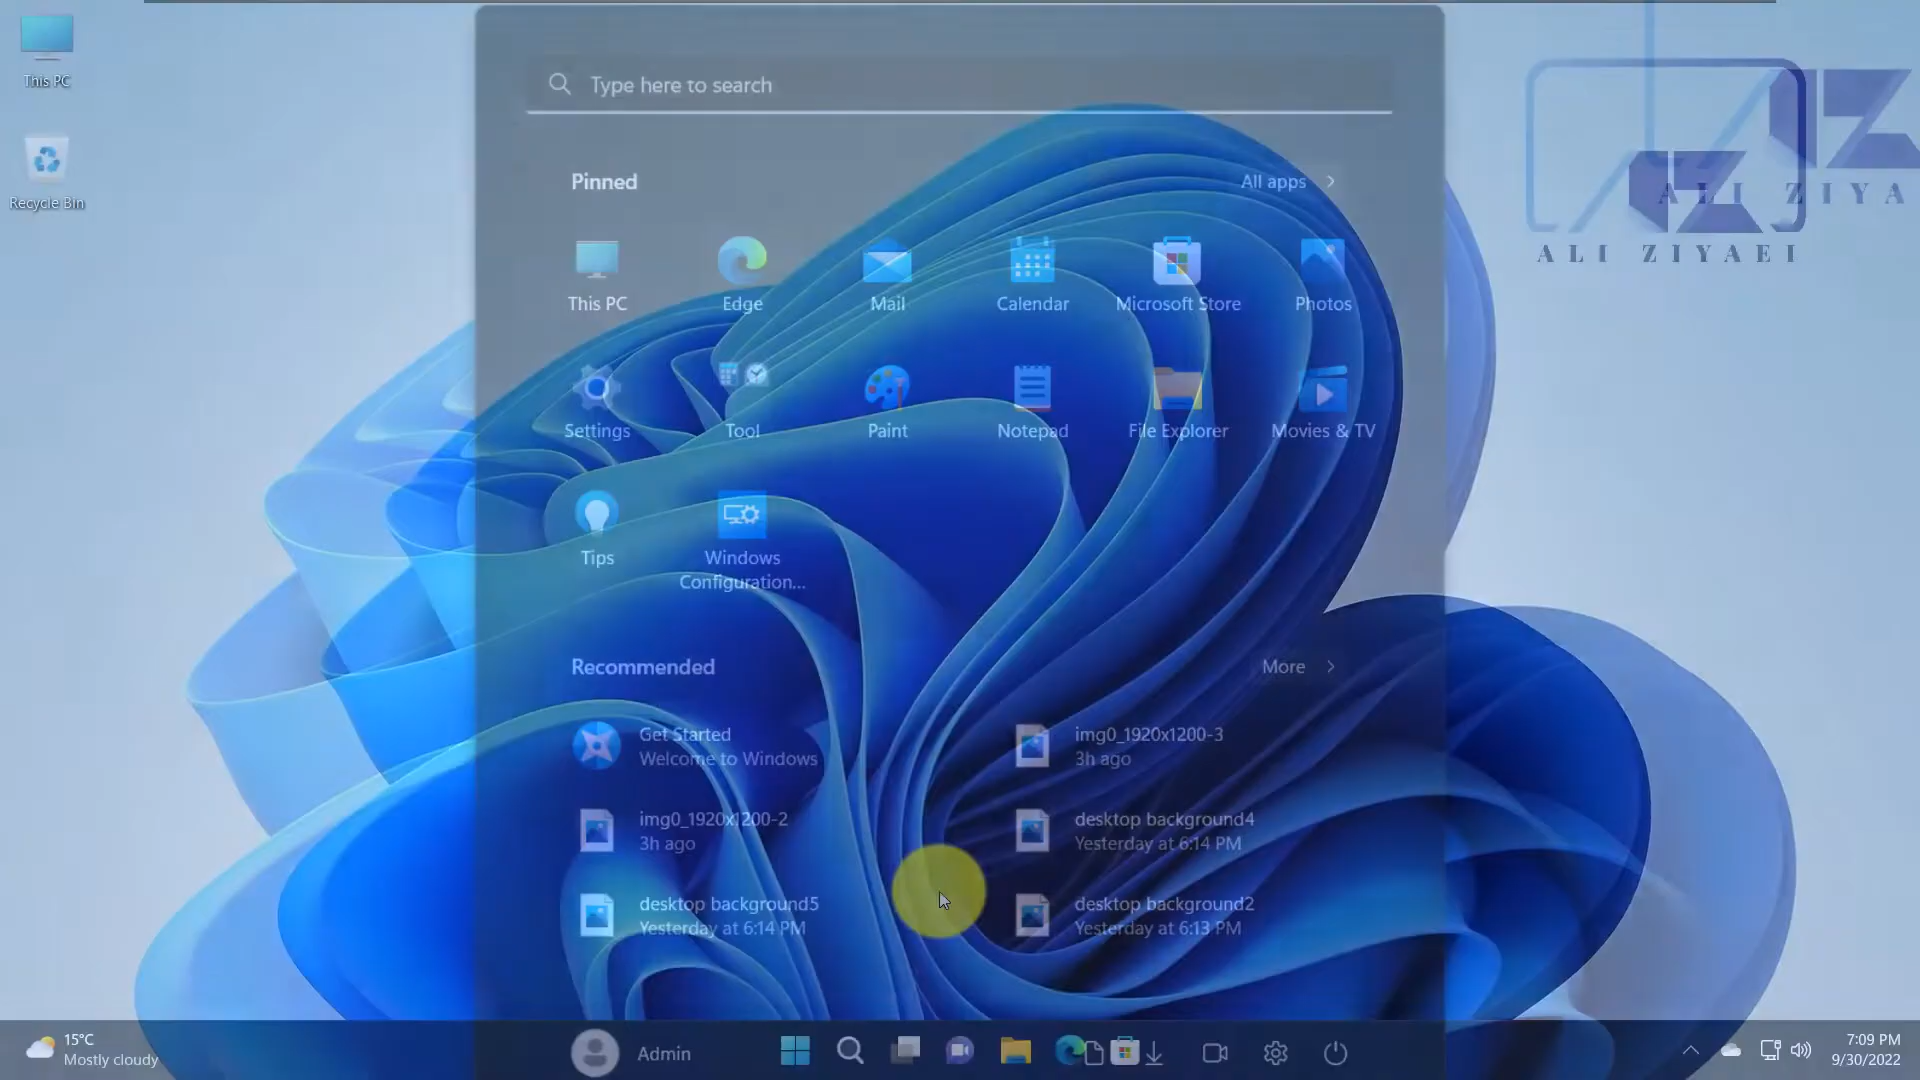 This PC
Recycle Bin
Type here to search
ALI ZIYA
ALI ZIYAEI
Pinned
All apps
This PC
Edge
Mail
Calendar
Microsoft Store
Photos
Settings
Tool
Paint
Notepad
File Explorer
Movies & TV
Tips
Windows
Configuration...
Recommended
More
Get Started
Welcome to Windows
img0_1920x1200-3
3h ago
img0_1920x1200-2
3h ago
desktop background4
Yesterday at 6:14 PM
desktop background5
Yesterday at 6:14 PM
desktop background2
Yesterday at 6:13 PM
15°C
Mostly cloudy
Admin
7:09 PM
9/30/2022